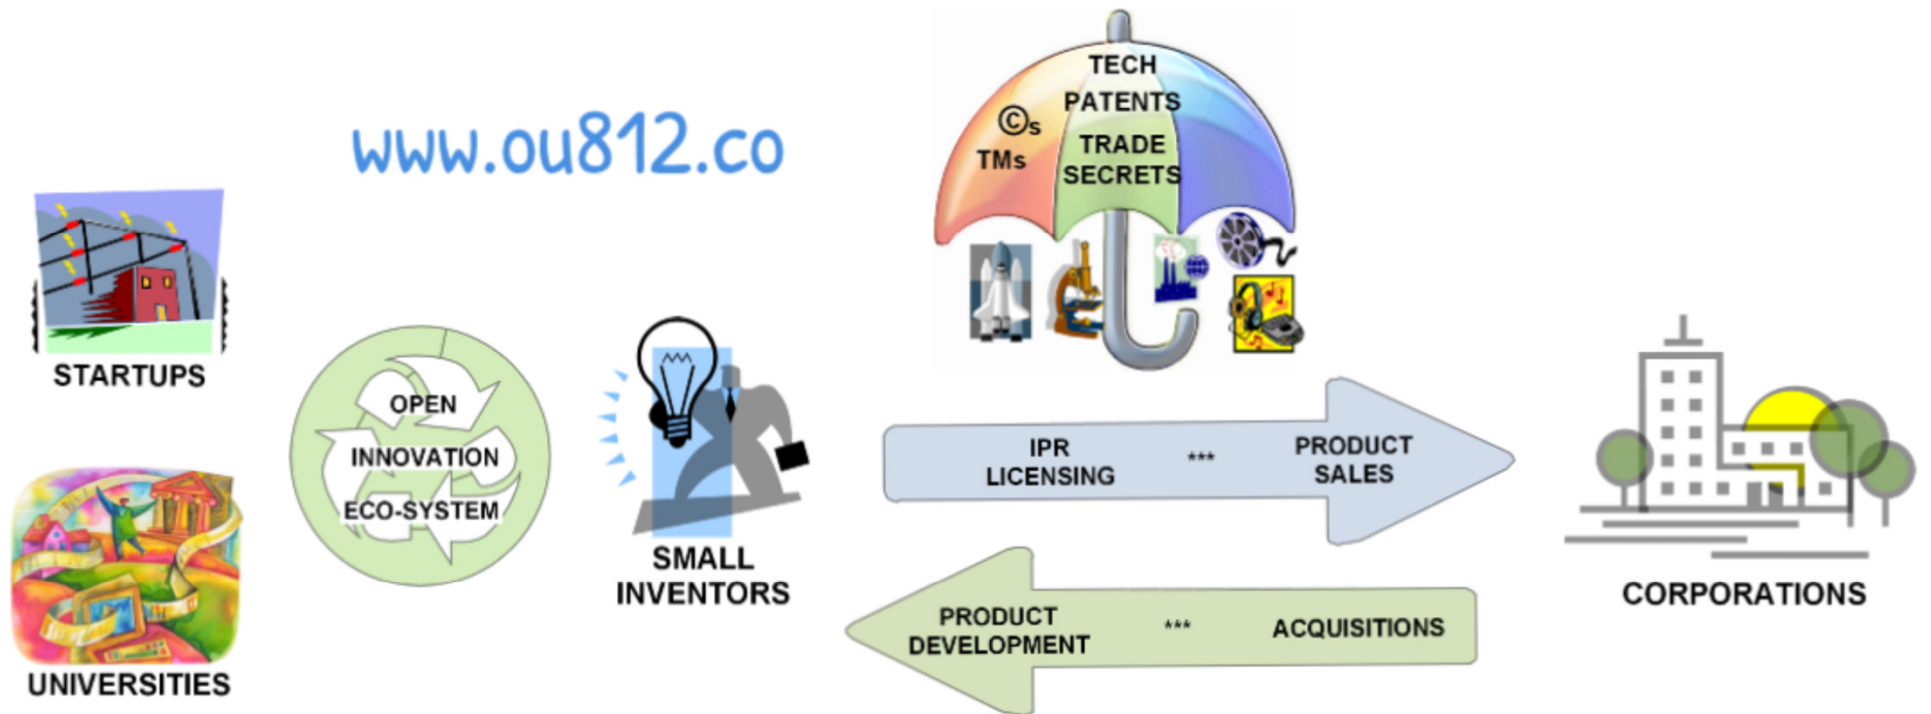 www.ou812.co
TECH
PATENTS
©s
TMs
TRADE
SECRETS
STARTUPS
OPEN
INNOVATION
ECO-SYSTEM
SMALL
INVENTORS
IPR
LICENSING
***
PRODUCT
SALES
PRODUCT
DEVELOPMENT
***
ACQUISITIONS
CORPORATIONS
UNIVERSITIES